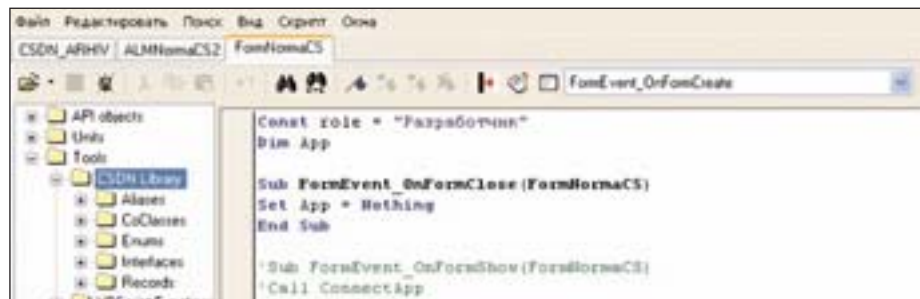 Файл Редактировать Поиск Вид Скрипт Окна
CSDN_ARHIV ALMNormaCS2 FormNormaCS
FormEvent_OnFormCreate
API objects
Units
Tools
CSDN Library
Aliases
CoClasses
Enums
Interfaces
Records
Const role = "Разработчик"
Dim App
Sub FormEvent_OnFormClose(FormNormaCS)
Set App = Nothing
End Sub
'Sub FormEvent_OnFormShow(FormNormaCS)
'Call ConnectApp